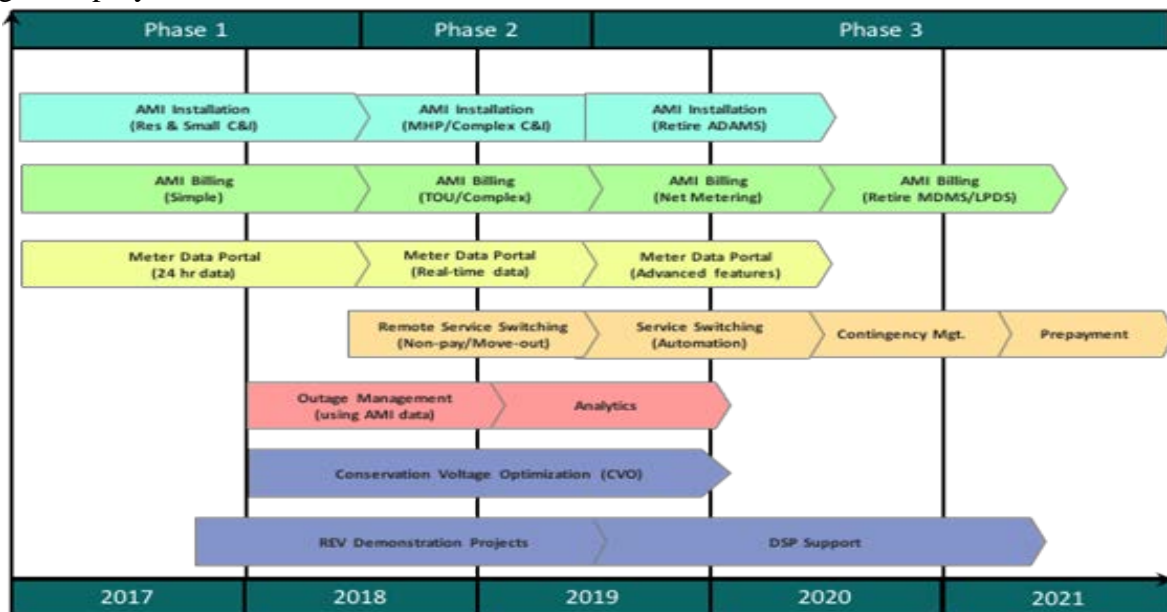 Phase 1
Phase 2
Phase 3
AMI Installation
(Res & Small C&I)
AMI Installation
(MHP/Complex C&I)
AMI Installation
(Retire ADAMS)
AMI Billing
(Simple)
AMI Billing
(TOU/Complex)
AMI Billing
(Net Metering)
AMI Billing
(Retire MDMS/LPDS)
Meter Data Portal
(24 hr data)
Meter Data Portal
(Real-time data)
Meter Data Portal
(Advanced features)
Remote Service Switching
(Non-pay/Move-out)
Service Switching
(Automation)
Contingency Mgt.
Prepayment
Outage Management
(using AMI data)
Analytics
Conservation Voltage Optimization (CVO)
REV Demonstration Projects
DSP Support
2017
2018
2019
2020
2021